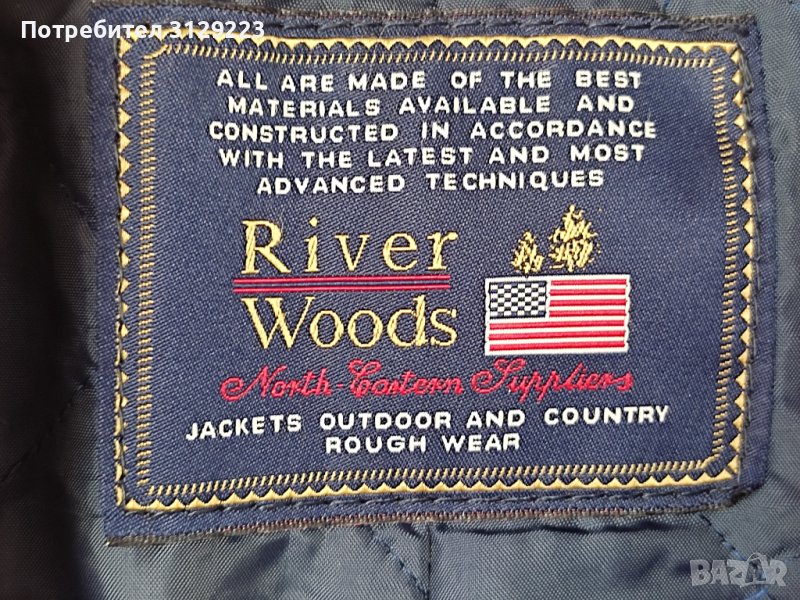 Потребител 3129223
ALL ARE MADE OF THE BEST
MATERIALS AVAILABLE AND
CONSTRUCTED IN ACCORDANCE
WITH THE LATEST AND MOST
ADVANCED TECHNIQUES
River
Woods
North-Eastern Suppliers
JACKETS OUTDOOR AND COUNTRY
ROUGH WEAR
BAZAR